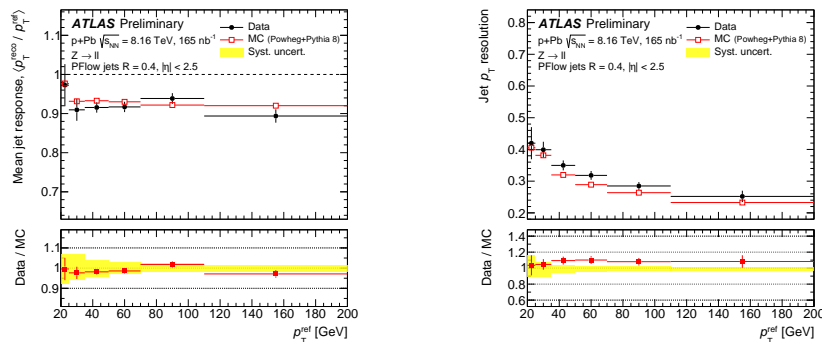 ATLAS Preliminary
p+Pb √sNN = 8.16 TeV, 165 nb-1
Z → ll
PFlow jets R = 0.4, |η| < 2.5
Data
MC (Powheg+Pythia 8)
Syst. uncert.
Mean jet response, ⟨pTreco / pTref⟩
1.1
1
0.9
0.8
0.7
Data / MC
1.1
1
0.9
20 40 60 80 100 120 140 160 180 200
pTref [GeV]
ATLAS Preliminary
p+Pb √sNN = 8.16 TeV, 165 nb-1
Z → ll
PFlow jets R = 0.4, |η| < 2.5
Data
MC (Powheg+Pythia 8)
Syst. uncert.
Jet pT resolution
0.8
0.7
0.6
0.5
0.4
0.3
0.2
Data / MC
1.4
1.2
1
0.8
0.6
20 40 60 80 100 120 140 160 180 200
pTref [GeV]